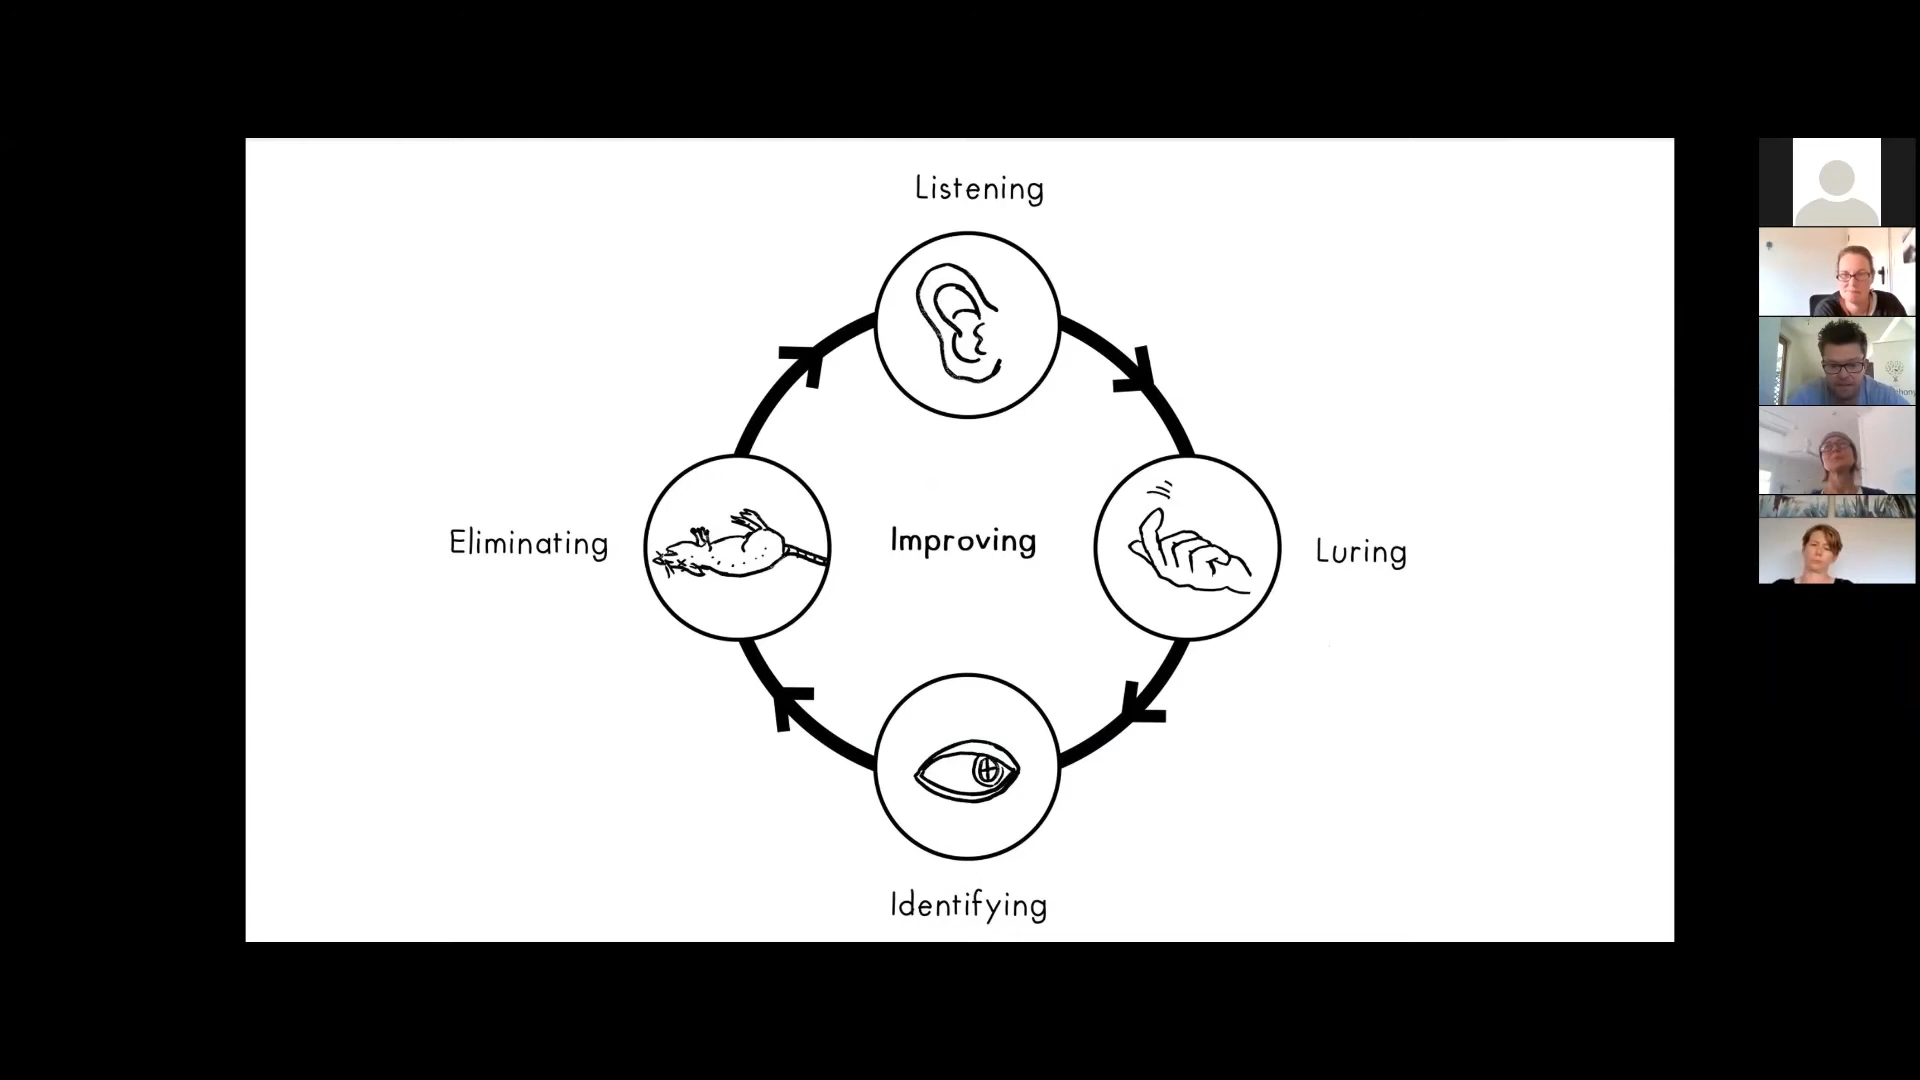 Listening
Eliminating
Improving
Luring
Identifying